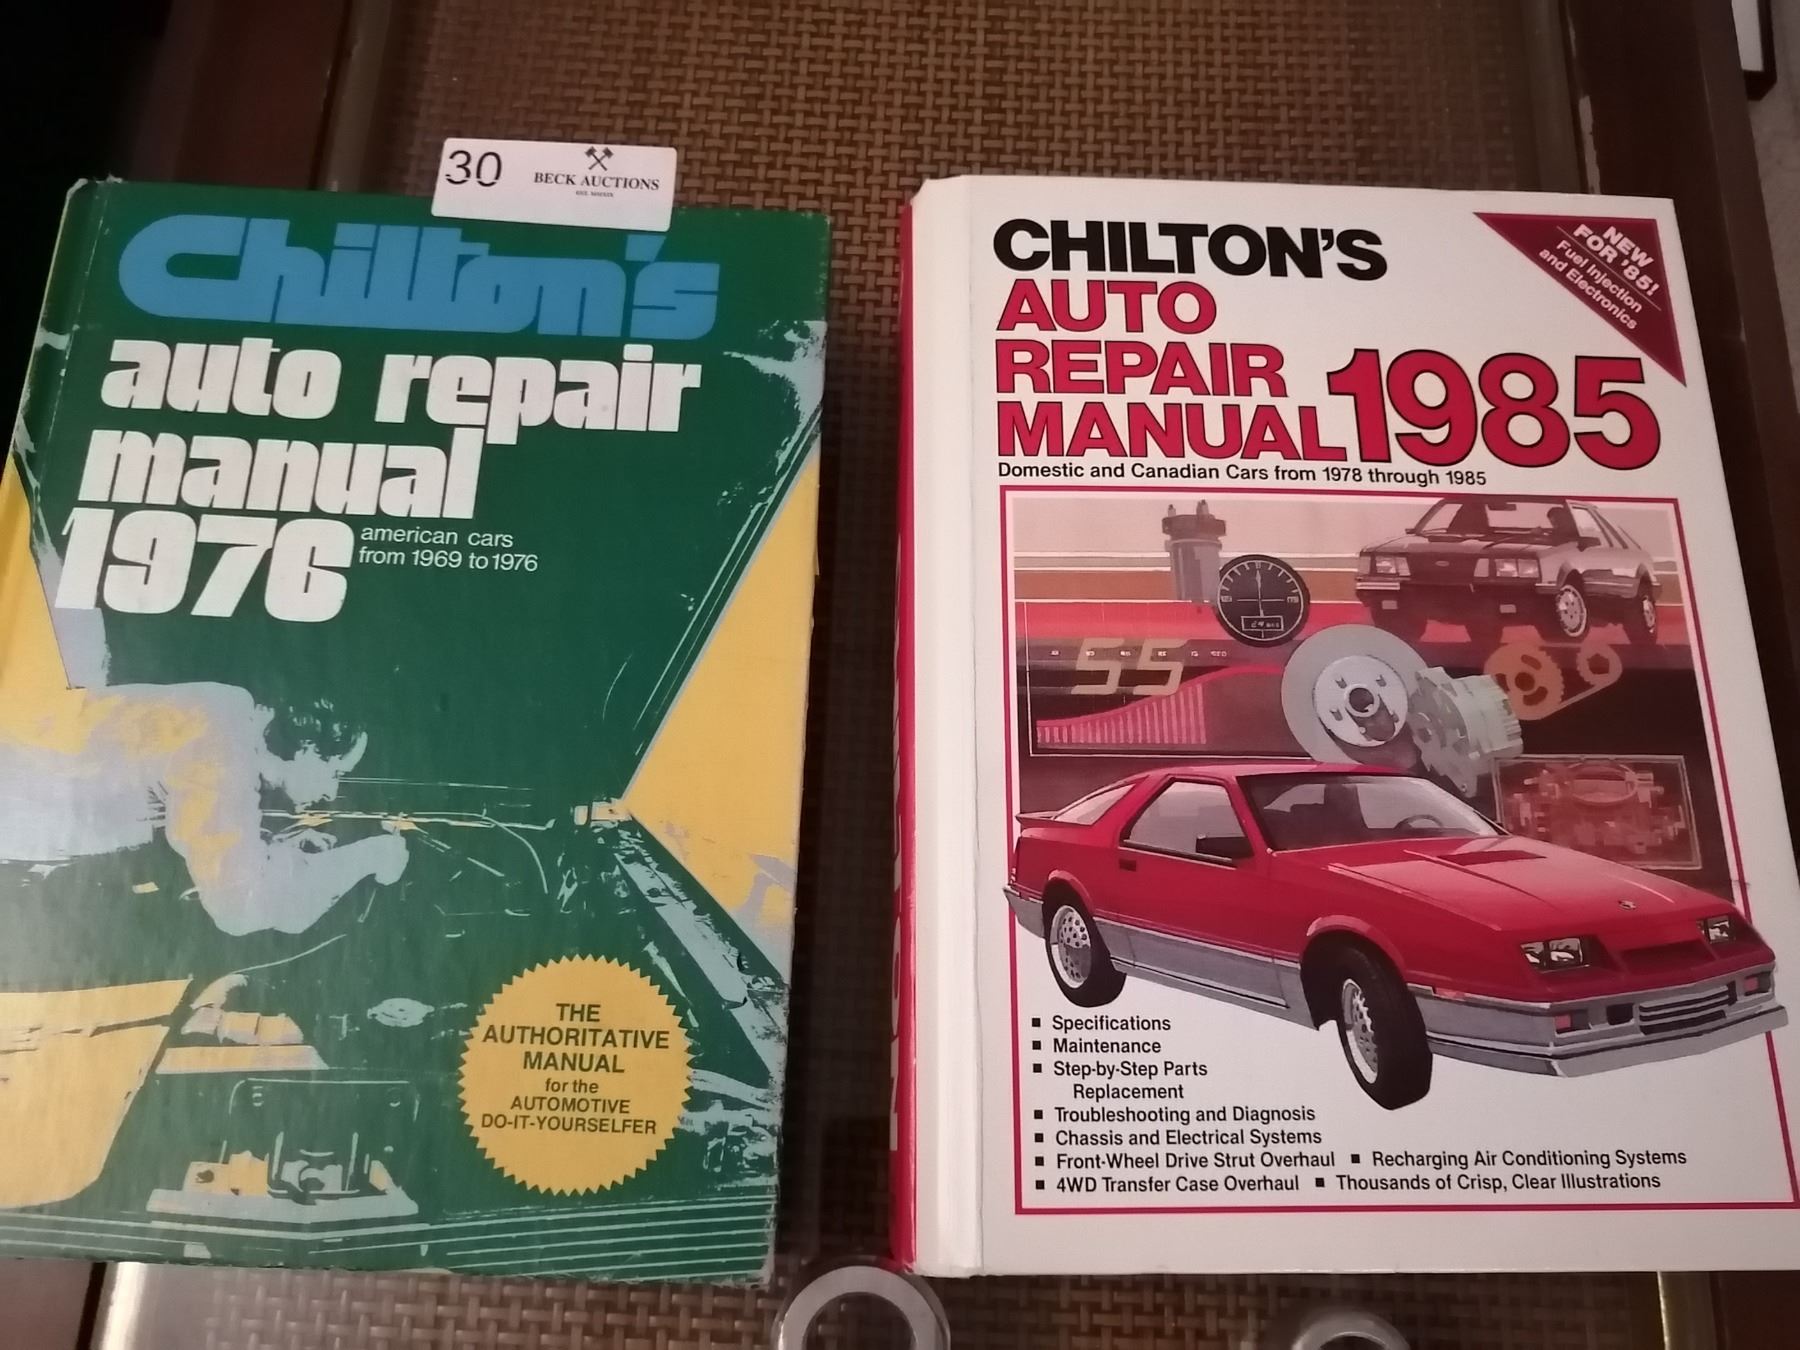 30
BECK AUCTIONS
Chilton's
auto repair
manual
1976
american cars
from 1969 to 1976
THE
AUTHORITATIVE
MANUAL
for the
AUTOMOTIVE
DO-IT-YOURSELFER
CHILTON'S
AUTO
REPAIR
MANUAL 1985
Domestic and Canadian Cars from 1978 through 1985
NEW
FOR '85!
Fuel Injection
and Electronics
55
■ Specifications
■ Maintenance
■ Step-by-Step Parts
Replacement
■ Troubleshooting and Diagnosis
■ Chassis and Electrical Systems
■ Front-Wheel Drive Strut Overhaul ■ Recharging Air Conditioning Systems
■ 4WD Transfer Case Overhaul ■ Thousands of Crisp, Clear Illustrations